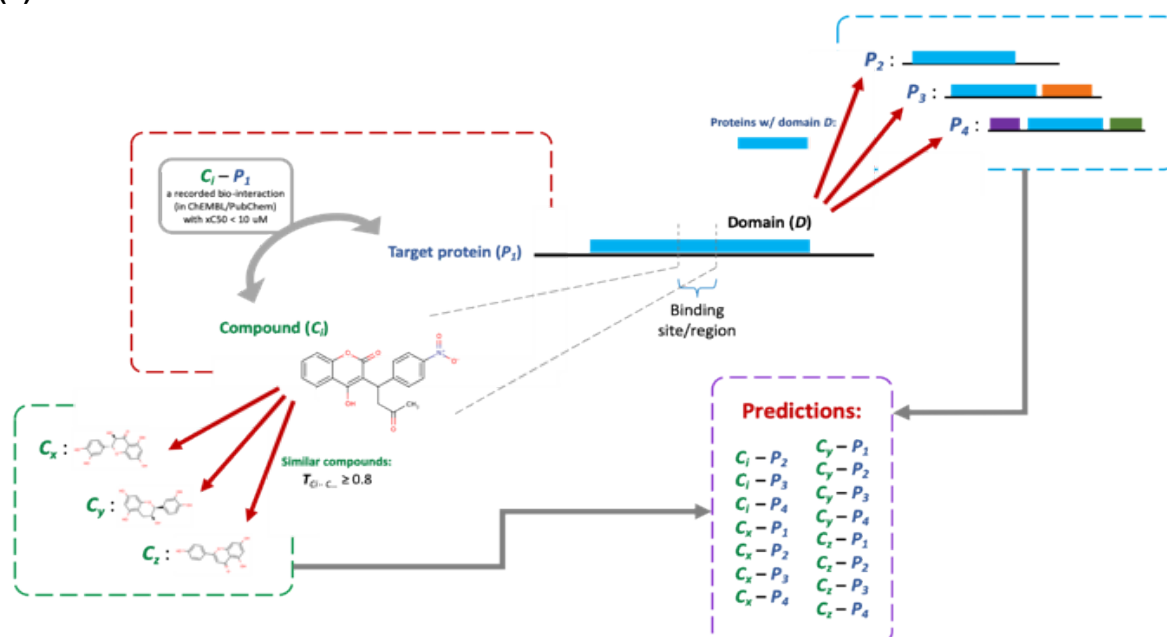 P2 :
P3 :
P4 :
Proteins w/ domain D:
Ci – P1
a recorded bio-interaction
(in ChEMBL/PubChem)
with xC50 < 10 uM
Domain (D)
Target protein (P1)
Binding
site/region
Compound (Ci)
O
O
OH
CH3
O
N+
O
O-
Cx :
Cy :
Cz :
Similar compounds:
TCi - C... ≥ 0.8
Predictions:
Ci – P2
Ci – P3
Ci – P4
Cx – P1
Cx – P2
Cx – P3
Cx – P4
Cy – P1
Cy – P2
Cy – P3
Cy – P4
Cz – P1
Cz – P2
Cz – P3
Cz – P4